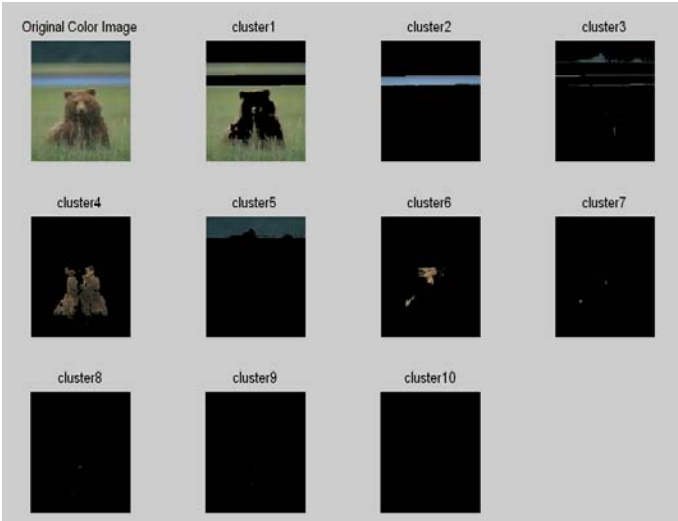 Original Color Image
cluster1
cluster2
cluster3
cluster4
cluster5
cluster6
cluster7
cluster8
cluster9
cluster10